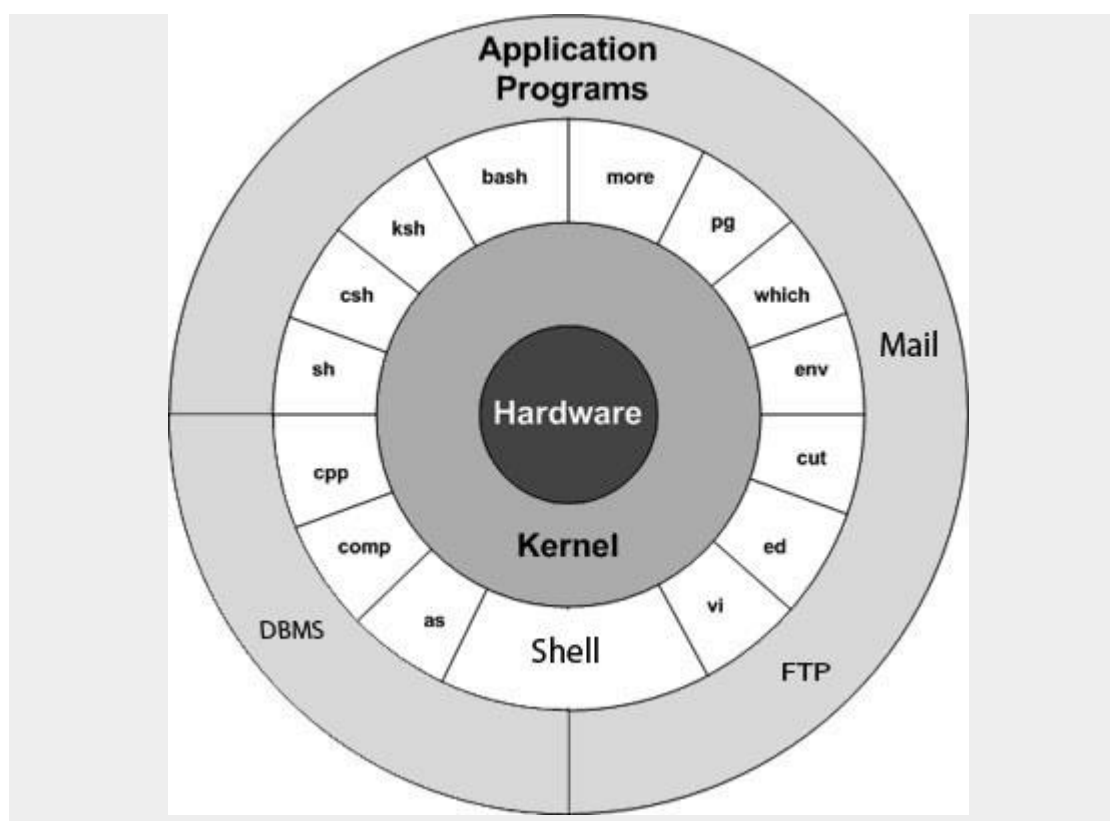 Application
Programs
bash
more
ksh
pg
csh
which
Mail
sh
env
Hardware
cpp
cut
Kernel
comp
ed
as
vi
DBMS
Shell
FTP